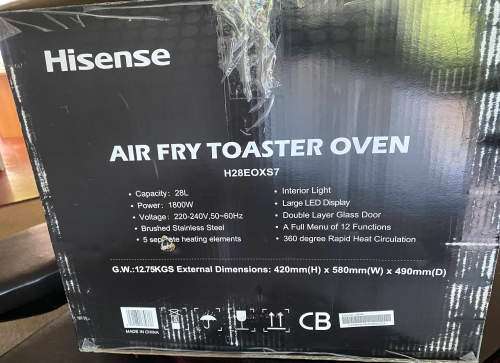 Hisense
AIR FRY TOASTER OVEN
H28EOXS7
• Capacity: 28L
• Power: 1800W
• Voltage: 220-240V,50~60Hz
• Brushed Stainless Steel
• 5 separate heating elements
• Interior Light
• Large LED Display
• Double Layer Glass Door
• A Full Menu of 12 Functions
• 360 degree Rapid Heat Circulation
G.W.:12.75KGS External Dimensions: 420mm(H) x 580mm(W) x 490mm(D)
MADE IN CHINA
CB